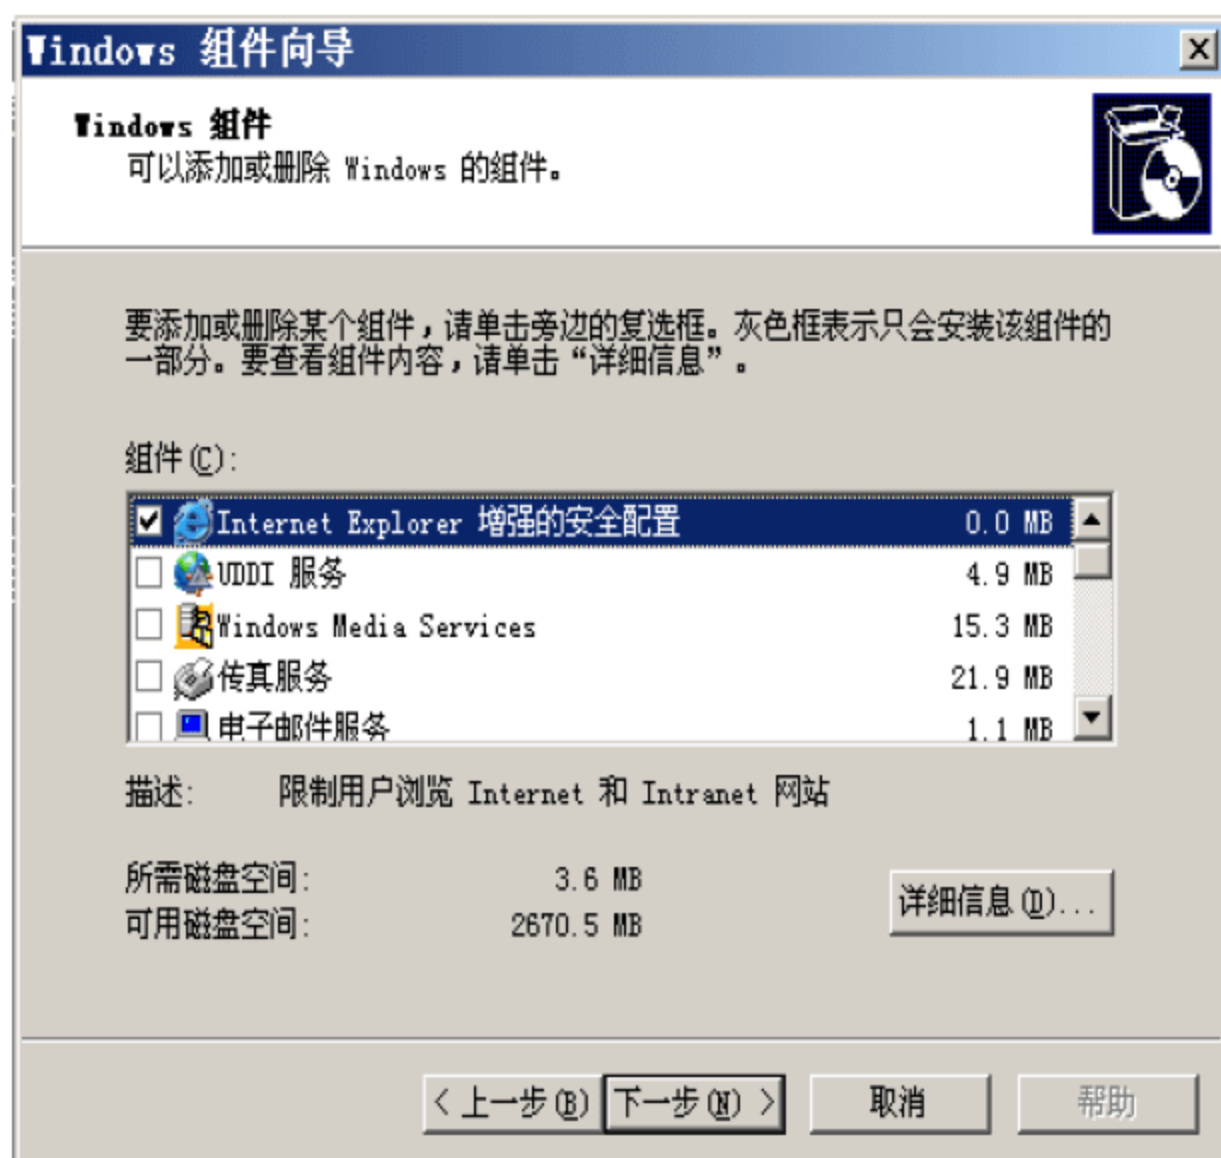 Windows 组件向导
Windows 组件
可以添加或删除 Windows 的组件。
要添加或删除某个组件，请单击旁边的复选框。灰色框表示只会安装该组件的
一部分。要查看组件内容，请单击“详细信息”。
组件(C):
Internet Explorer 增强的安全配置 0.0 MB
UDDI 服务 4.9 MB
Windows Media Services 15.3 MB
传真服务 21.9 MB
电子邮件服务 1.1 MB
描述: 限制用户浏览 Internet 和 Intranet 网站
所需磁盘空间: 3.6 MB
可用磁盘空间: 2670.5 MB
详细信息(D)...
< 上一步(B) 下一步(N) > 取消 帮助